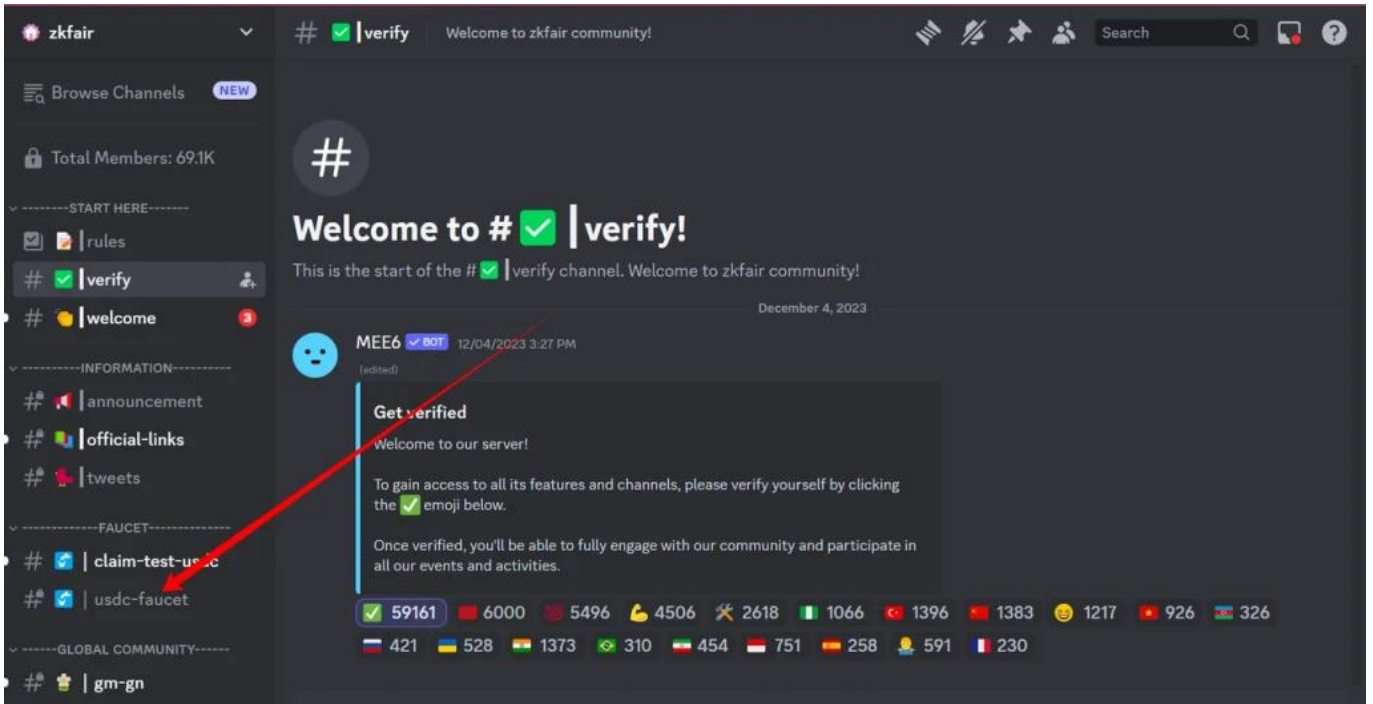 zkfair
Browse Channels NEW
Total Members: 69.1K
--------START HERE-------
|rules
# ✅ |verify
# |welcome 3
----------INFORMATION----------
|announcement
|official-links
|tweets
-------------FAUCET--------------
# | claim-test-usdc
| usdc-faucet
------GLOBAL COMMUNITY------
| gm-gn
# ✅ |verify Welcome to zkfair community! Search
#
Welcome to # ✅ |verify!
This is the start of the # ✅ |verify channel. Welcome to zkfair community!
December 4, 2023
MEE6 ✓ BOT 12/04/2023 3:27 PM
(edited)
Get verified
Welcome to our server!
To gain access to all its features and channels, please verify yourself by clicking
the ✅ emoji below.
Once verified, you'll be able to fully engage with our community and participate in
all our events and activities.
✅ 59161 6000 5496 4506 2618 1066 1396 1383 1217 926 326
421 528 1373 310 454 751 258 591 230